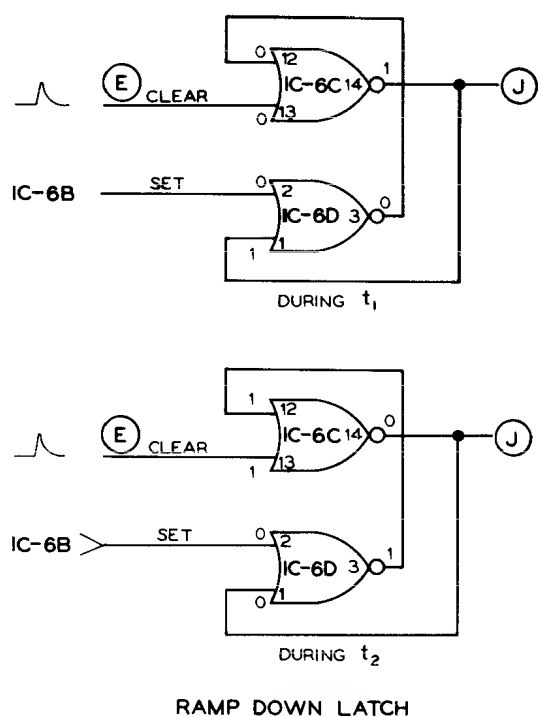 0
12
IC-6C
14
1
J
E
CLEAR
13
0
IC-6B
SET
0
2
IC-6D
3
0
1
1
DURING t1
1
12
IC-6C
14
0
J
E
CLEAR
13
1
IC-6B
SET
0
2
IC-6D
3
1
1
0
DURING t2
RAMP DOWN LATCH